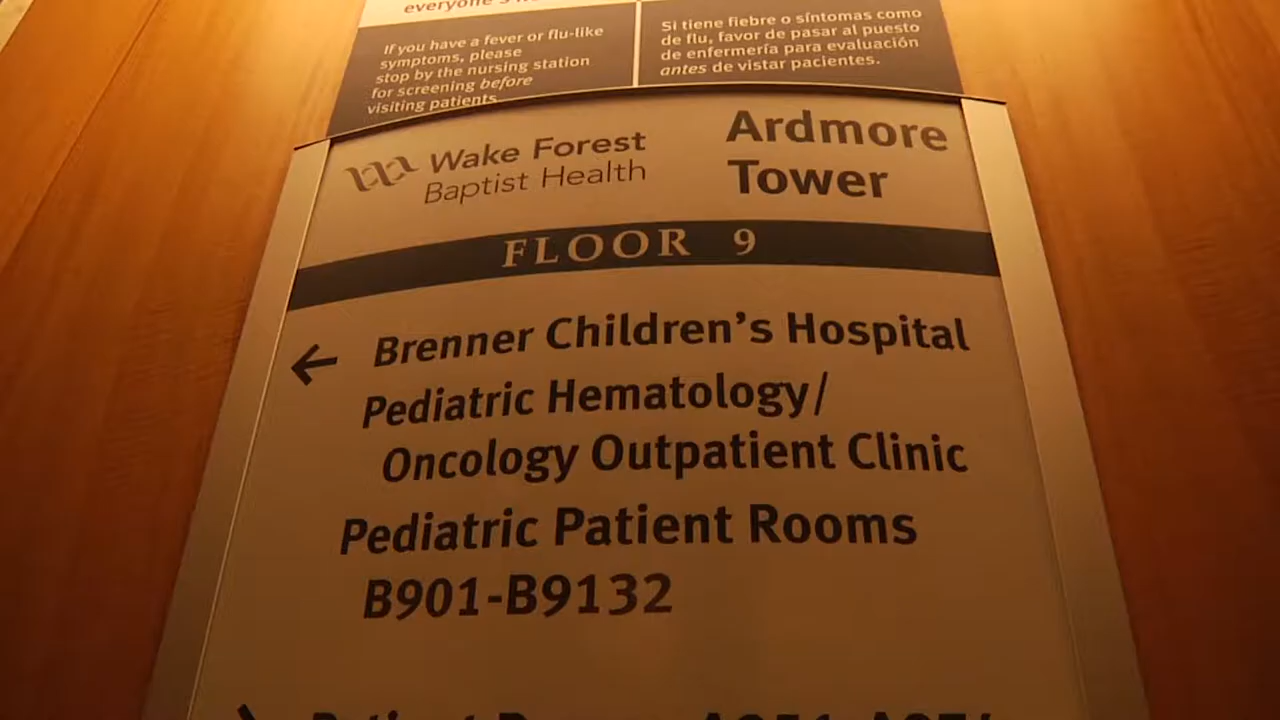 If you have a fever or flu-like
symptoms, please
stop by the nursing station
for screening before
visiting patients
Si tiene fiebre o síntomas como
de flu, favor de pasar al puesto
de enfermería para evaluación
antes de vistar pacientes.
Wake Forest
Baptist Health
Ardmore
Tower
FLOOR 9
← Brenner Children's Hospital
Pediatric Hematology/
Oncology Outpatient Clinic
Pediatric Patient Rooms
B901-B9132